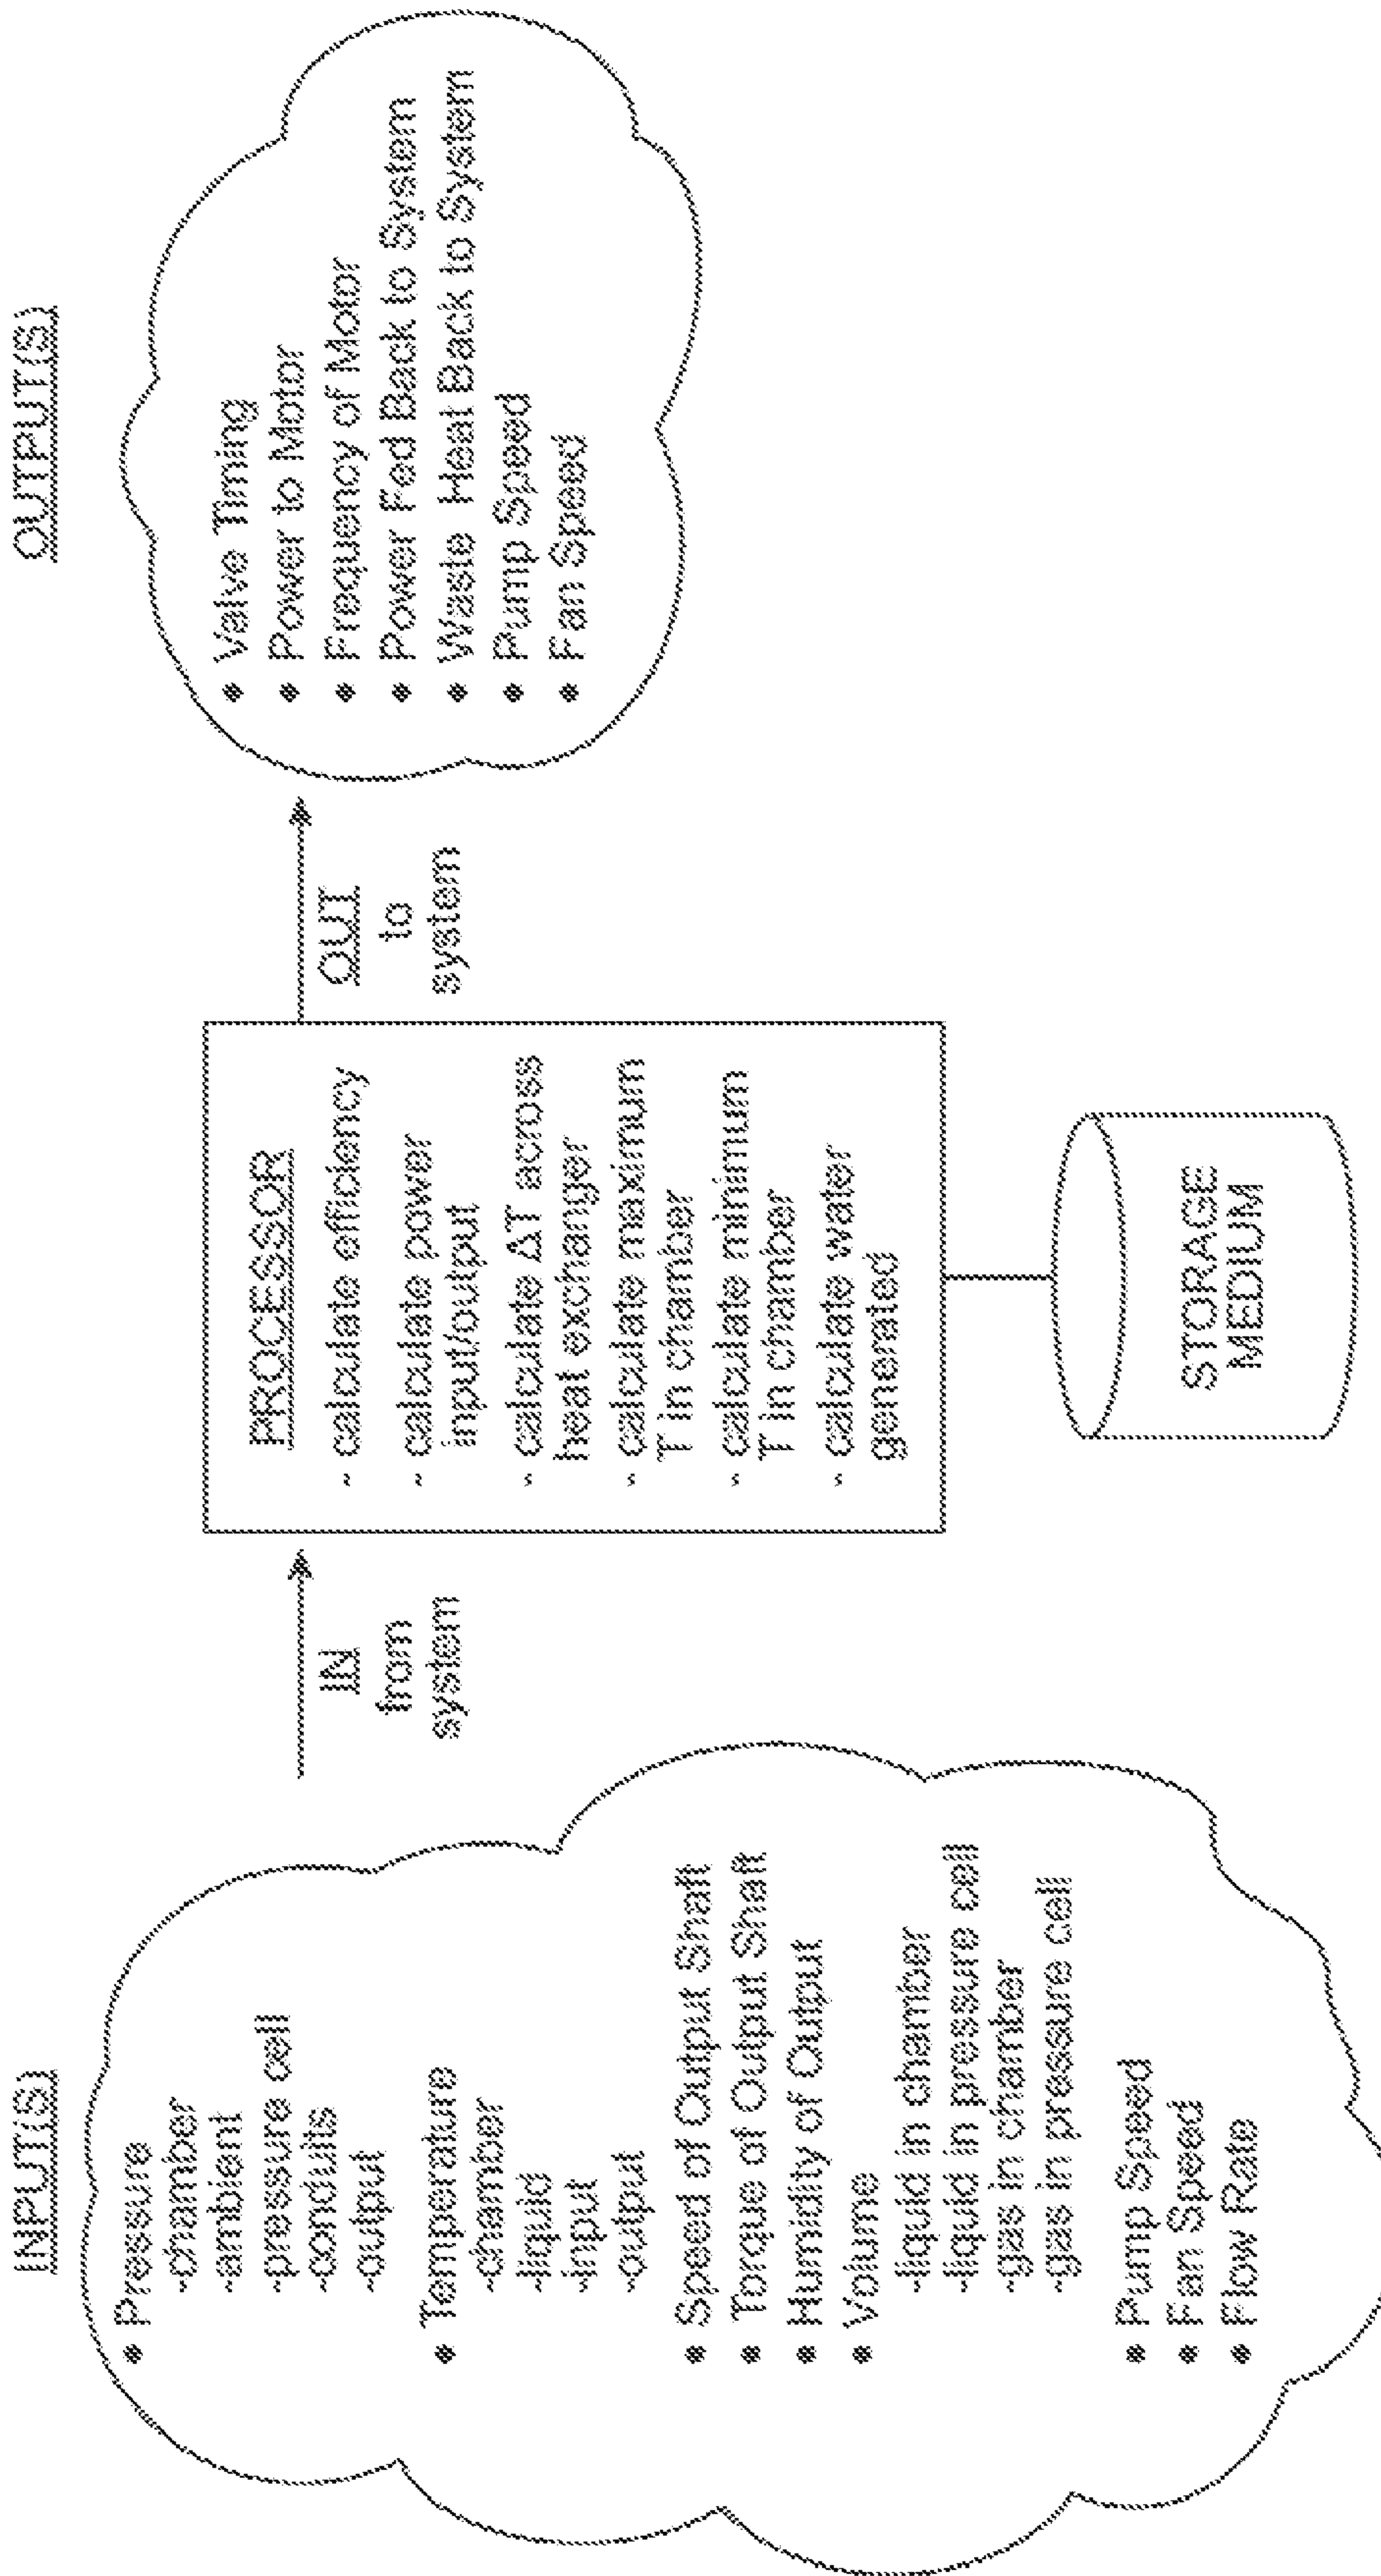 INPUT(S)
• Pressure
-chamber
-ambient
-pressure cell
-conduits
-output
• Temperature
-chamber
-liquid
-input
-output
• Speed of Output Shaft
• Torque of Output Shaft
• Humidity of Output
• Volume
-liquid in chamber
-liquid in pressure cell
-gas in chamber
-gas in pressure cell
• Pump Speed
• Fan Speed
• Flow Rate
IN
from
system
PROCESSOR
- calculate efficiency
- calculate power
input/output
- calculate ΔT across
heat exchanger
- calculate maximum
T in chamber
- calculate minimum
T in chamber
- calculate water
generated
STORAGE
MEDIUM
OUT
to
system
OUTPUT(S)
• Valve Timing
• Power to Motor
• Frequency of Motor
• Power Fed Back to System
• Waste Heat Back to System
• Pump Speed
• Fan Speed